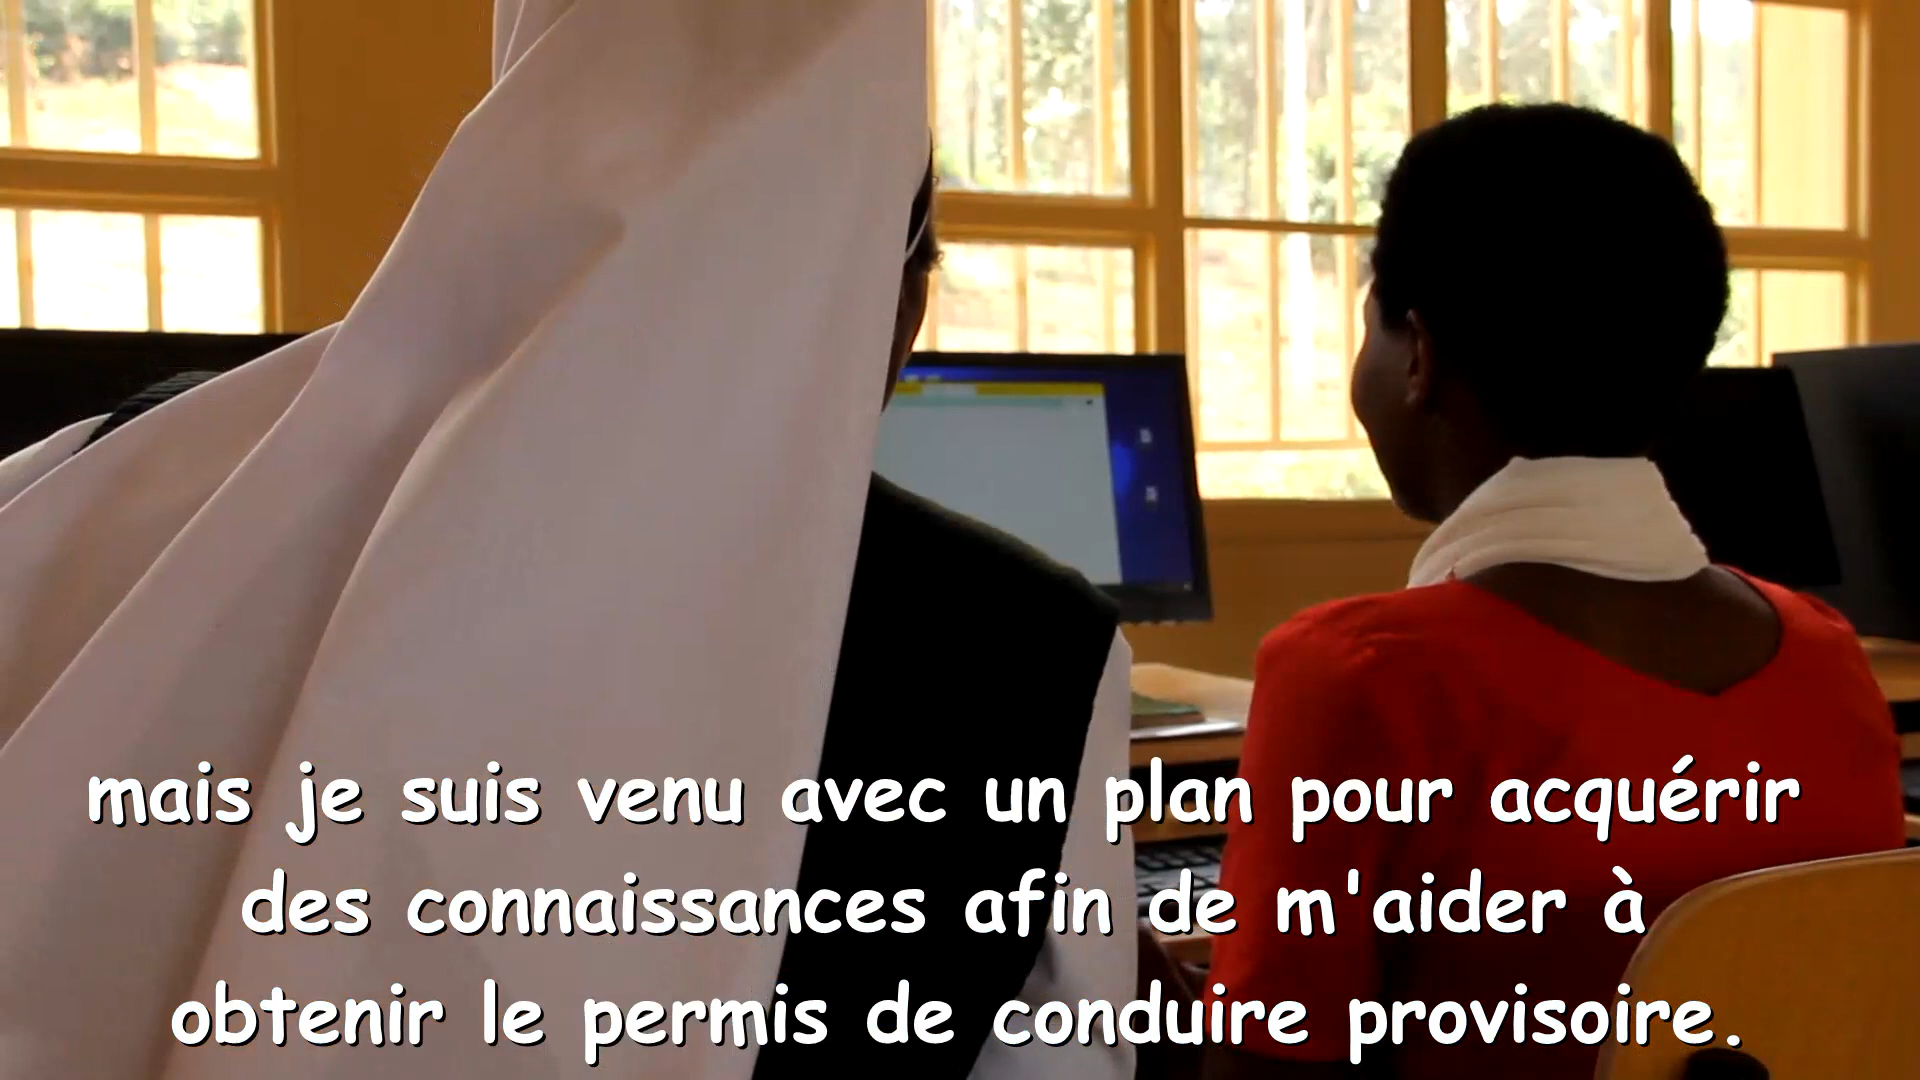 mais je suis venu avec un plan pour acquérir
des connaissances afin de m'aider à
obtenir le permis de conduire provisoire.